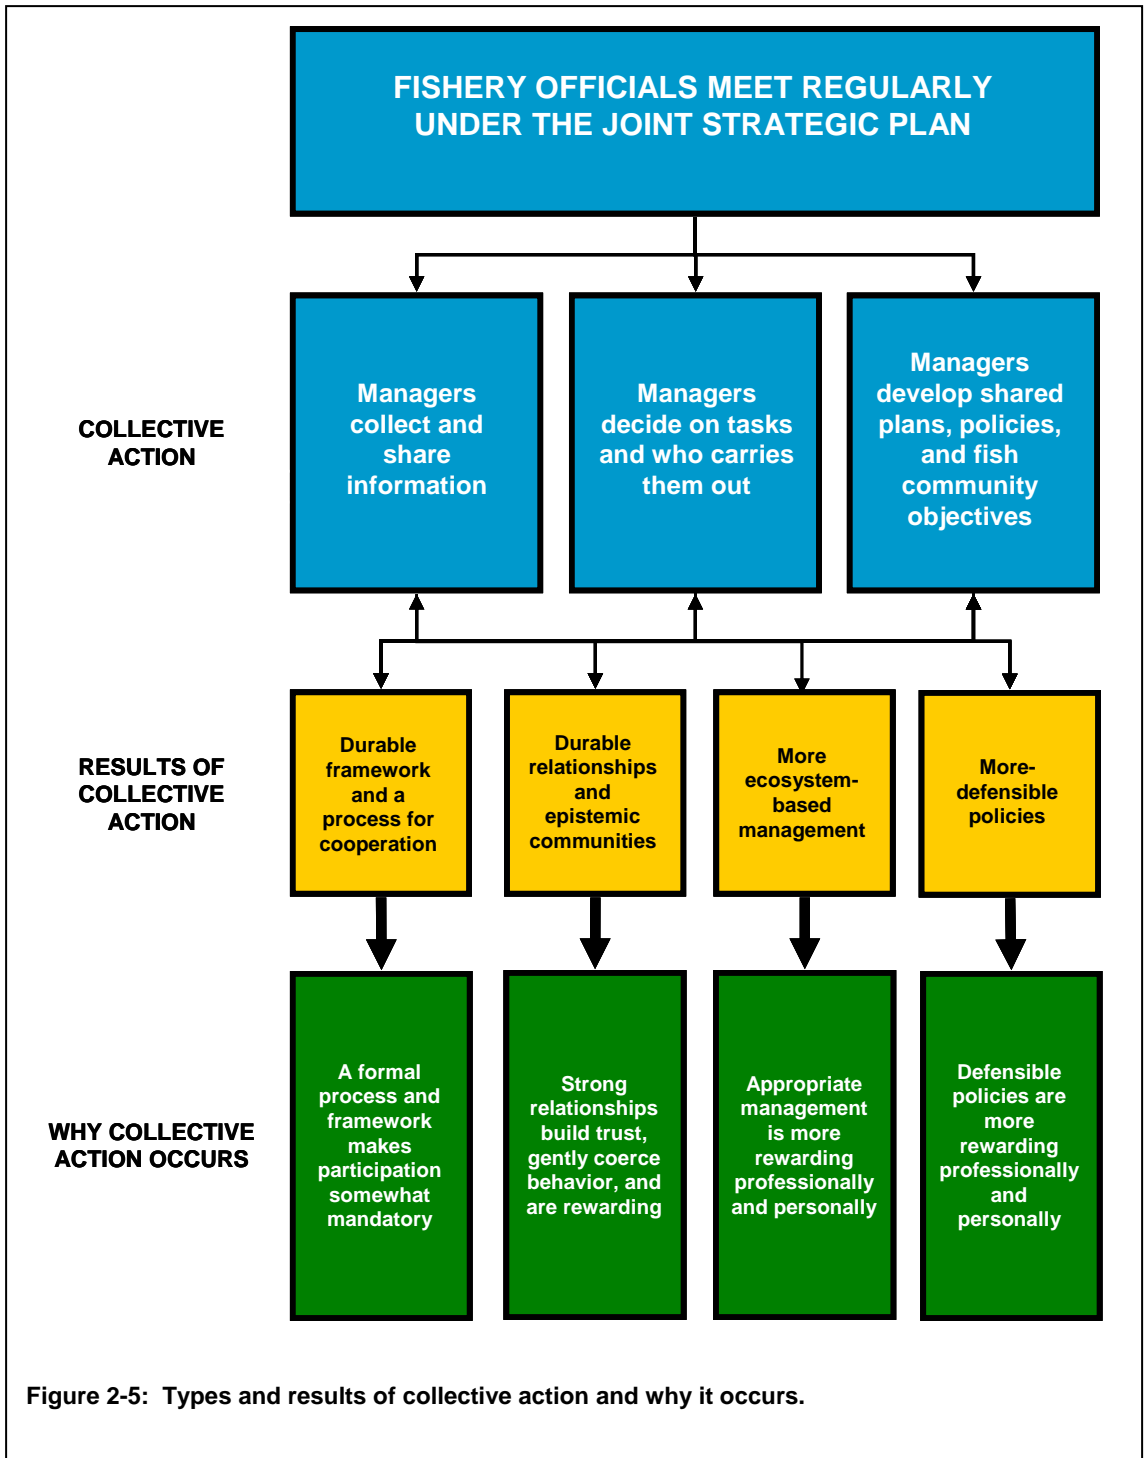 FISHERY OFFICIALS MEET REGULARLY
UNDER THE JOINT STRATEGIC PLAN
COLLECTIVE
ACTION
Managers
collect and
share
information
Managers
decide on tasks
and who carries
them out
Managers
develop shared
plans, policies,
and fish
community
objectives
RESULTS OF
COLLECTIVE
ACTION
Durable
framework
and a
process for
cooperation
Durable
relationships
and
epistemic
communities
More
ecosystem-
based
management
More-
defensible
policies
WHY COLLECTIVE
ACTION OCCURS
A formal
process and
framework
makes
participation
somewhat
mandatory
Strong
relationships
build trust,
gently coerce
behavior, and
are rewarding
Appropriate
management
is more
rewarding
professionally
and personally
Defensible
policies are
more
rewarding
professionally
and
personally
Figure 2-5:  Types and results of collective action and why it occurs.